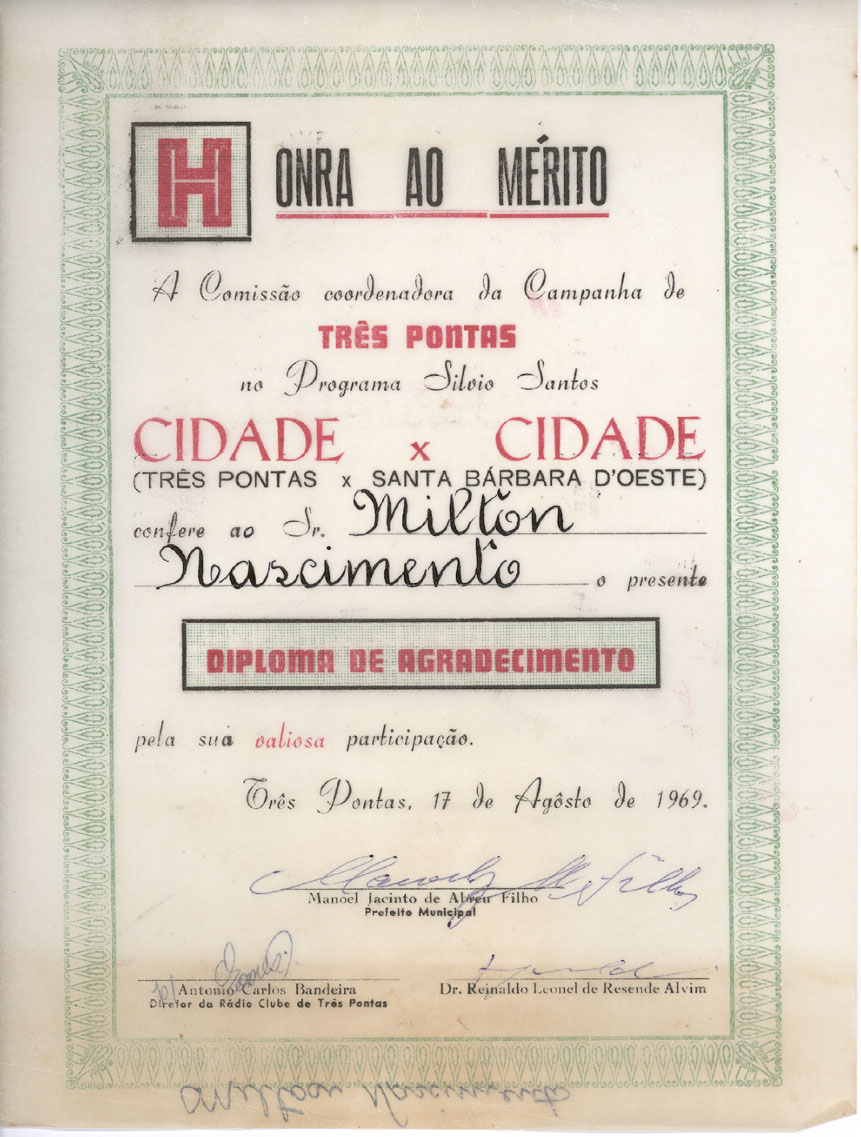 HONRA AO MÉRITO
A Comissão coordenadora da Campanha de
TRÊS PONTAS
no Programa Silvio Santos
CIDADE x CIDADE
(TRÊS PONTAS x SANTA BÁRBARA D'OESTE)
confere ao Sr. Milton
Nascimento o presente
DIPLOMA DE AGRADECIMENTO
pela sua valiosa participação.
Três Pontas, 17 de Agôsto de 1969.
Manoel Jacinto de Abreu Filho
Prefeito Municipal
p/ Antonio Carlos Bandeira
Diretor da Rádio Clube de Três Pontas
Dr. Reinaldo Leonel de Resende Alvim
Milton Nascimento